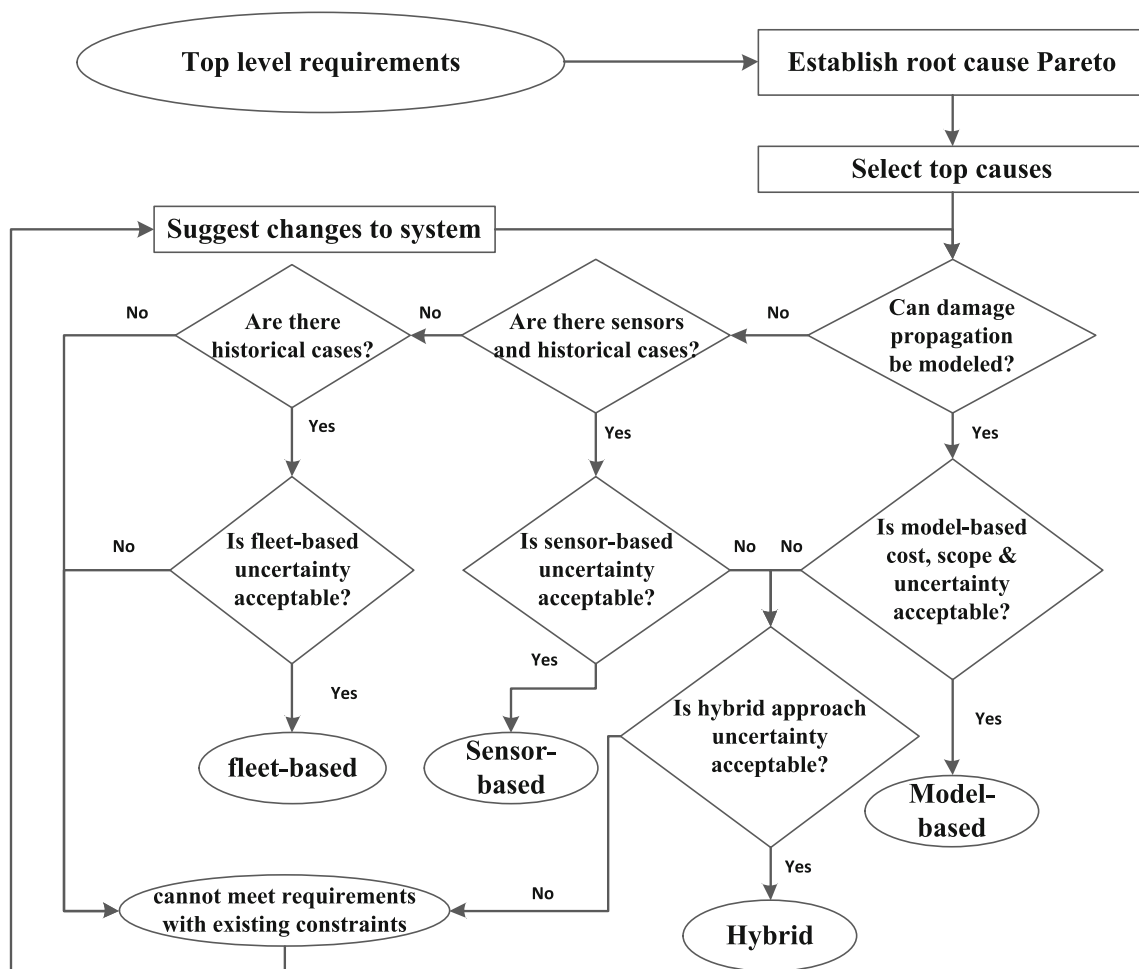 Top level requirements
Establish root cause Pareto
Select top causes
Suggest changes to system
No
Are there
historical cases?
No
Are there sensors
and historical cases?
No
Can damage
propagation
be modeled?
Yes
Yes
Yes
No
Is fleet-based
uncertainty
acceptable?
Is sensor-based
uncertainty
acceptable?
No
No
Is model-based
cost, scope &
uncertainty
acceptable?
Yes
Yes
Is hybrid approach
uncertainty
acceptable?
Yes
fleet-based
Sensor-
based
Model-
based
Yes
No
cannot meet requirements
with existing constraints
Hybrid